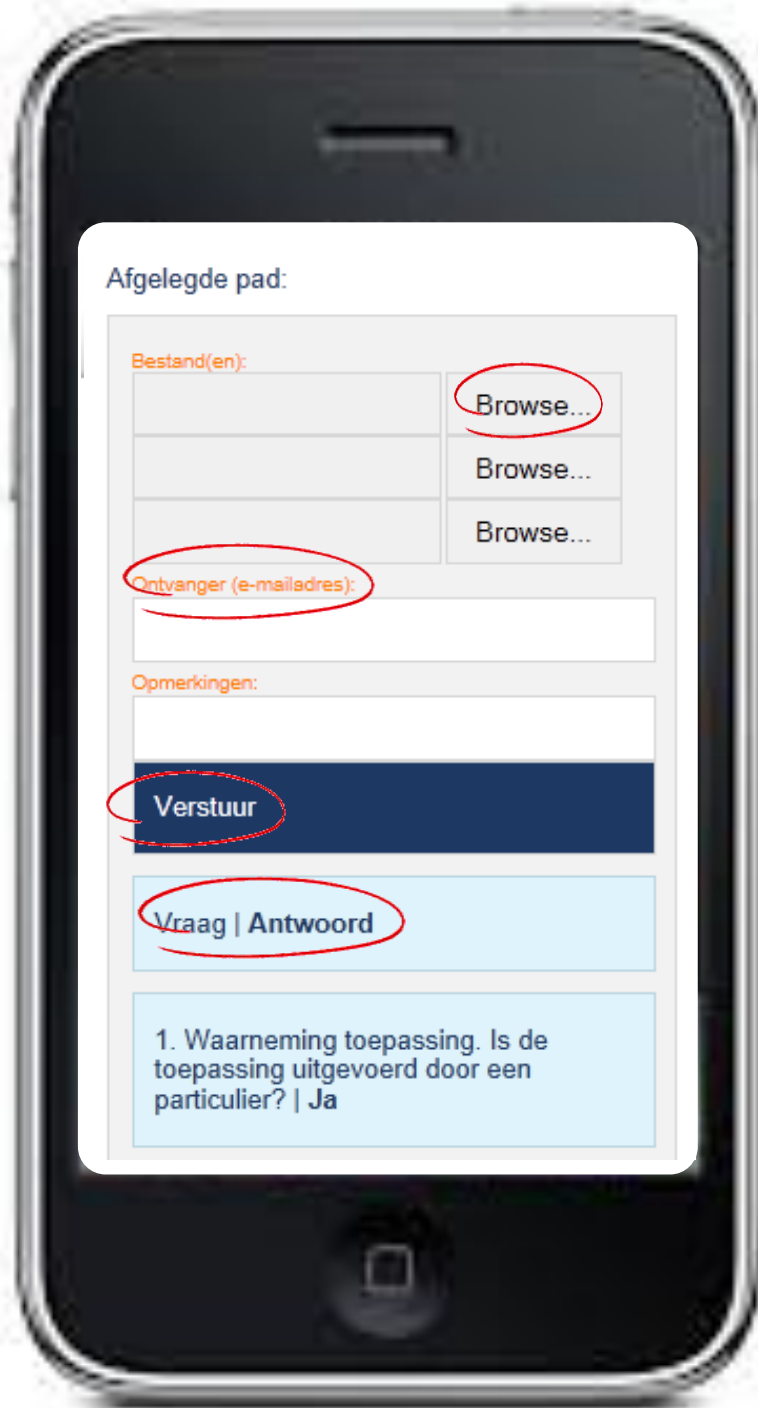 Afgelegde pad:
Bestand(en):
Browse...
Browse...
Browse...
Ontvanger (e-mailadres):
Opmerkingen:
Verstuur
Vraag | Antwoord
1. Waarneming toepassing. Is de
toepassing uitgevoerd door een
particulier? | Ja